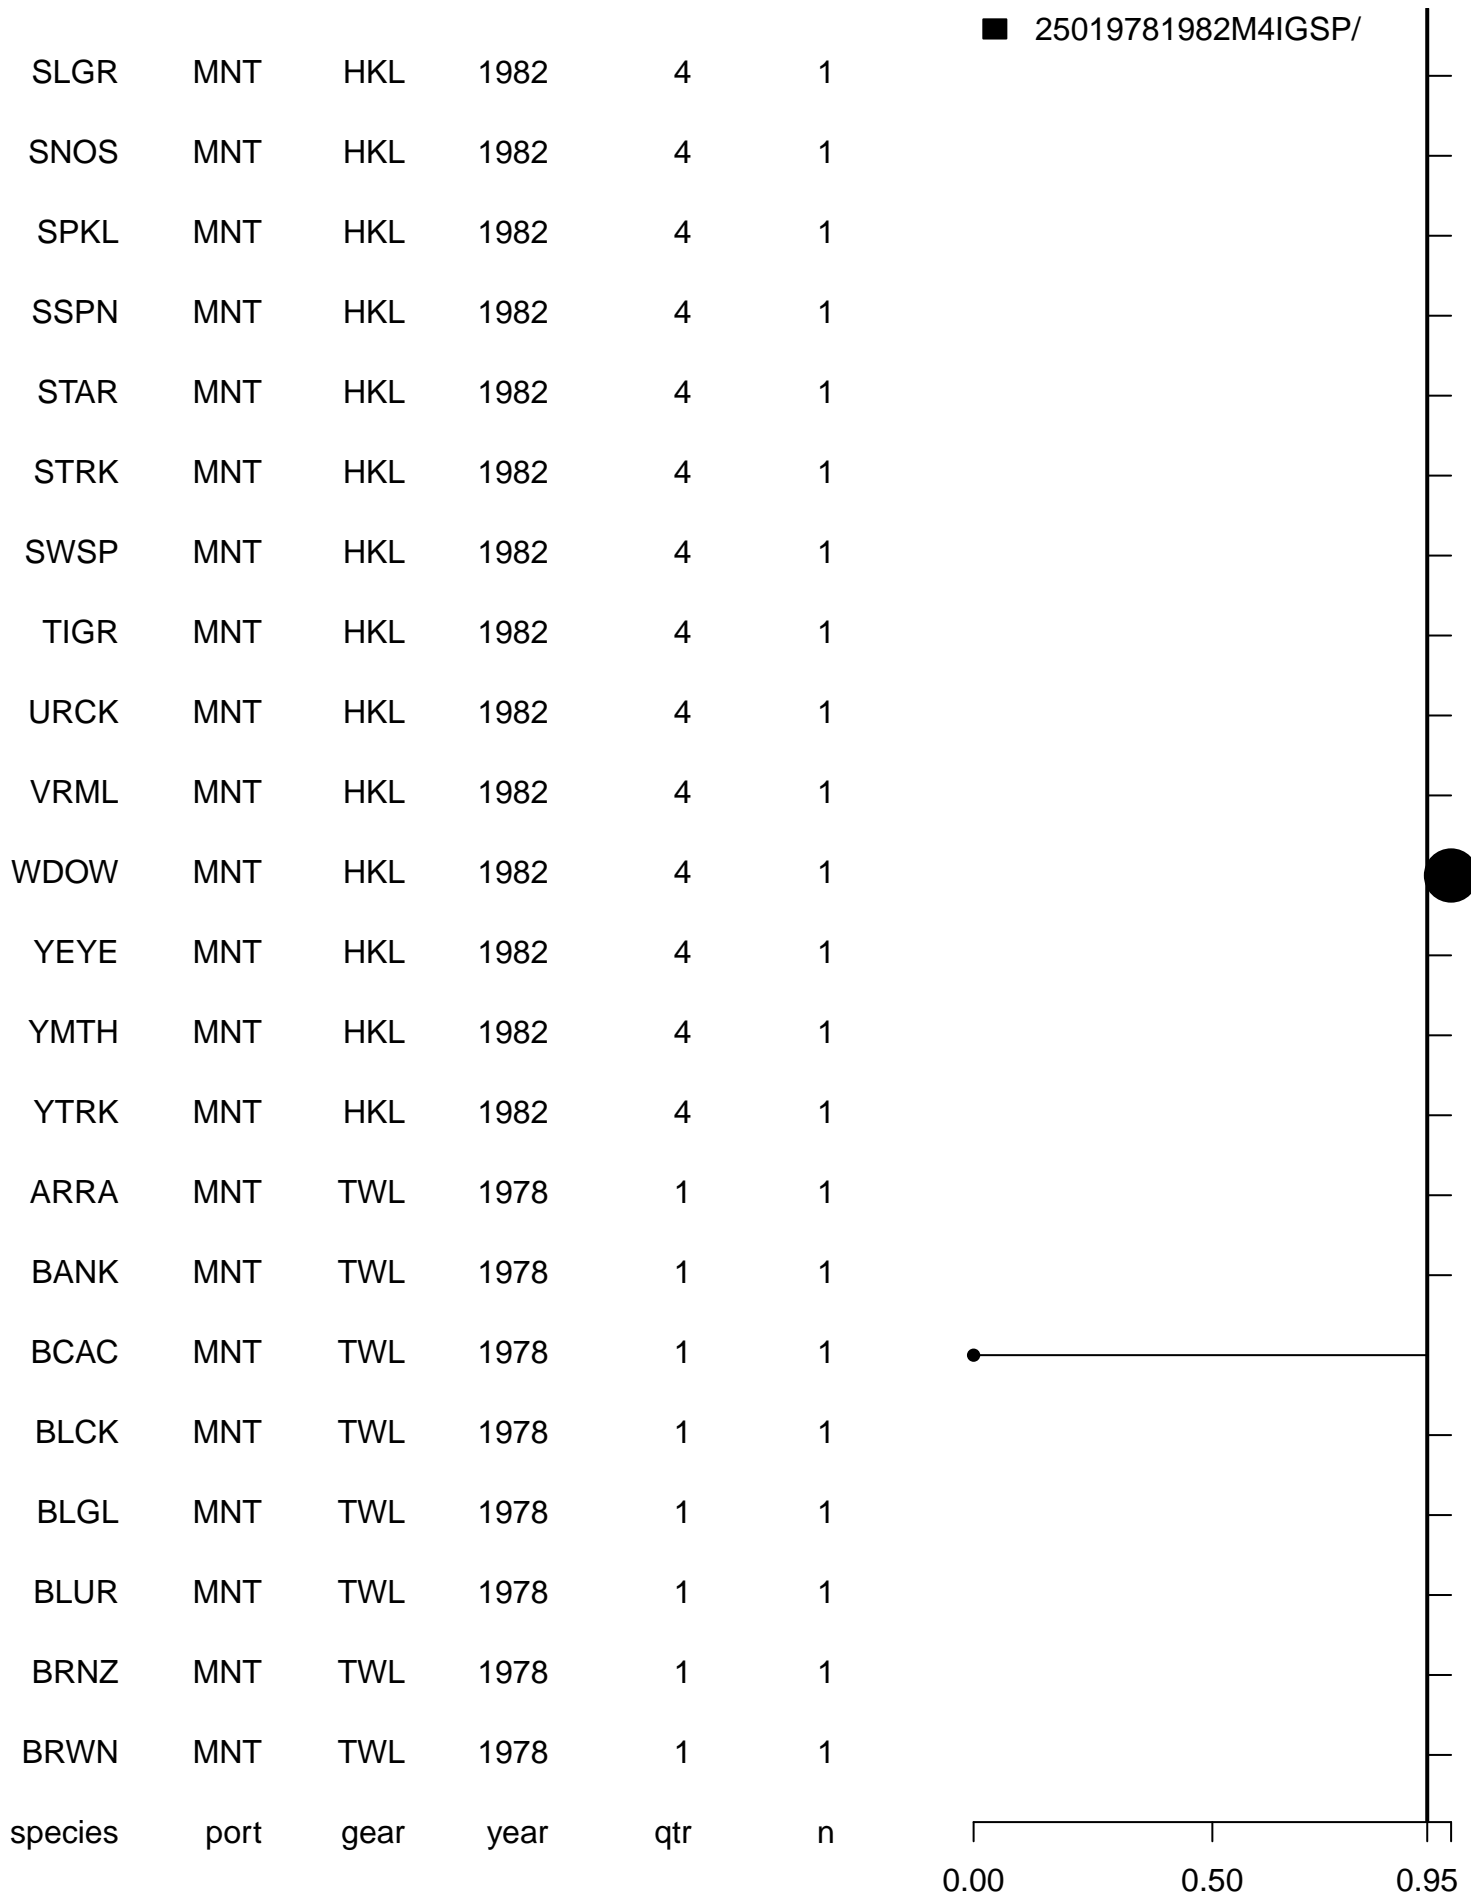 25019781982M4IGSP/
SLGR MNT HKL 1982 4 1
SNOS MNT HKL 1982 4 1
SPKL MNT HKL 1982 4 1
SSPN MNT HKL 1982 4 1
STAR MNT HKL 1982 4 1
STRK MNT HKL 1982 4 1
SWSP MNT HKL 1982 4 1
TIGR MNT HKL 1982 4 1
URCK MNT HKL 1982 4 1
VRML MNT HKL 1982 4 1
WDOW MNT HKL 1982 4 1
YEYE MNT HKL 1982 4 1
YMTH MNT HKL 1982 4 1
YTRK MNT HKL 1982 4 1
ARRA MNT TWL 1978 1 1
BANK MNT TWL 1978 1 1
BCAC MNT TWL 1978 1 1
BLCK MNT TWL 1978 1 1
BLGL MNT TWL 1978 1 1
BLUR MNT TWL 1978 1 1
BRNZ MNT TWL 1978 1 1
BRWN MNT TWL 1978 1 1
species port gear year qtr n
0.00 0.50 0.95